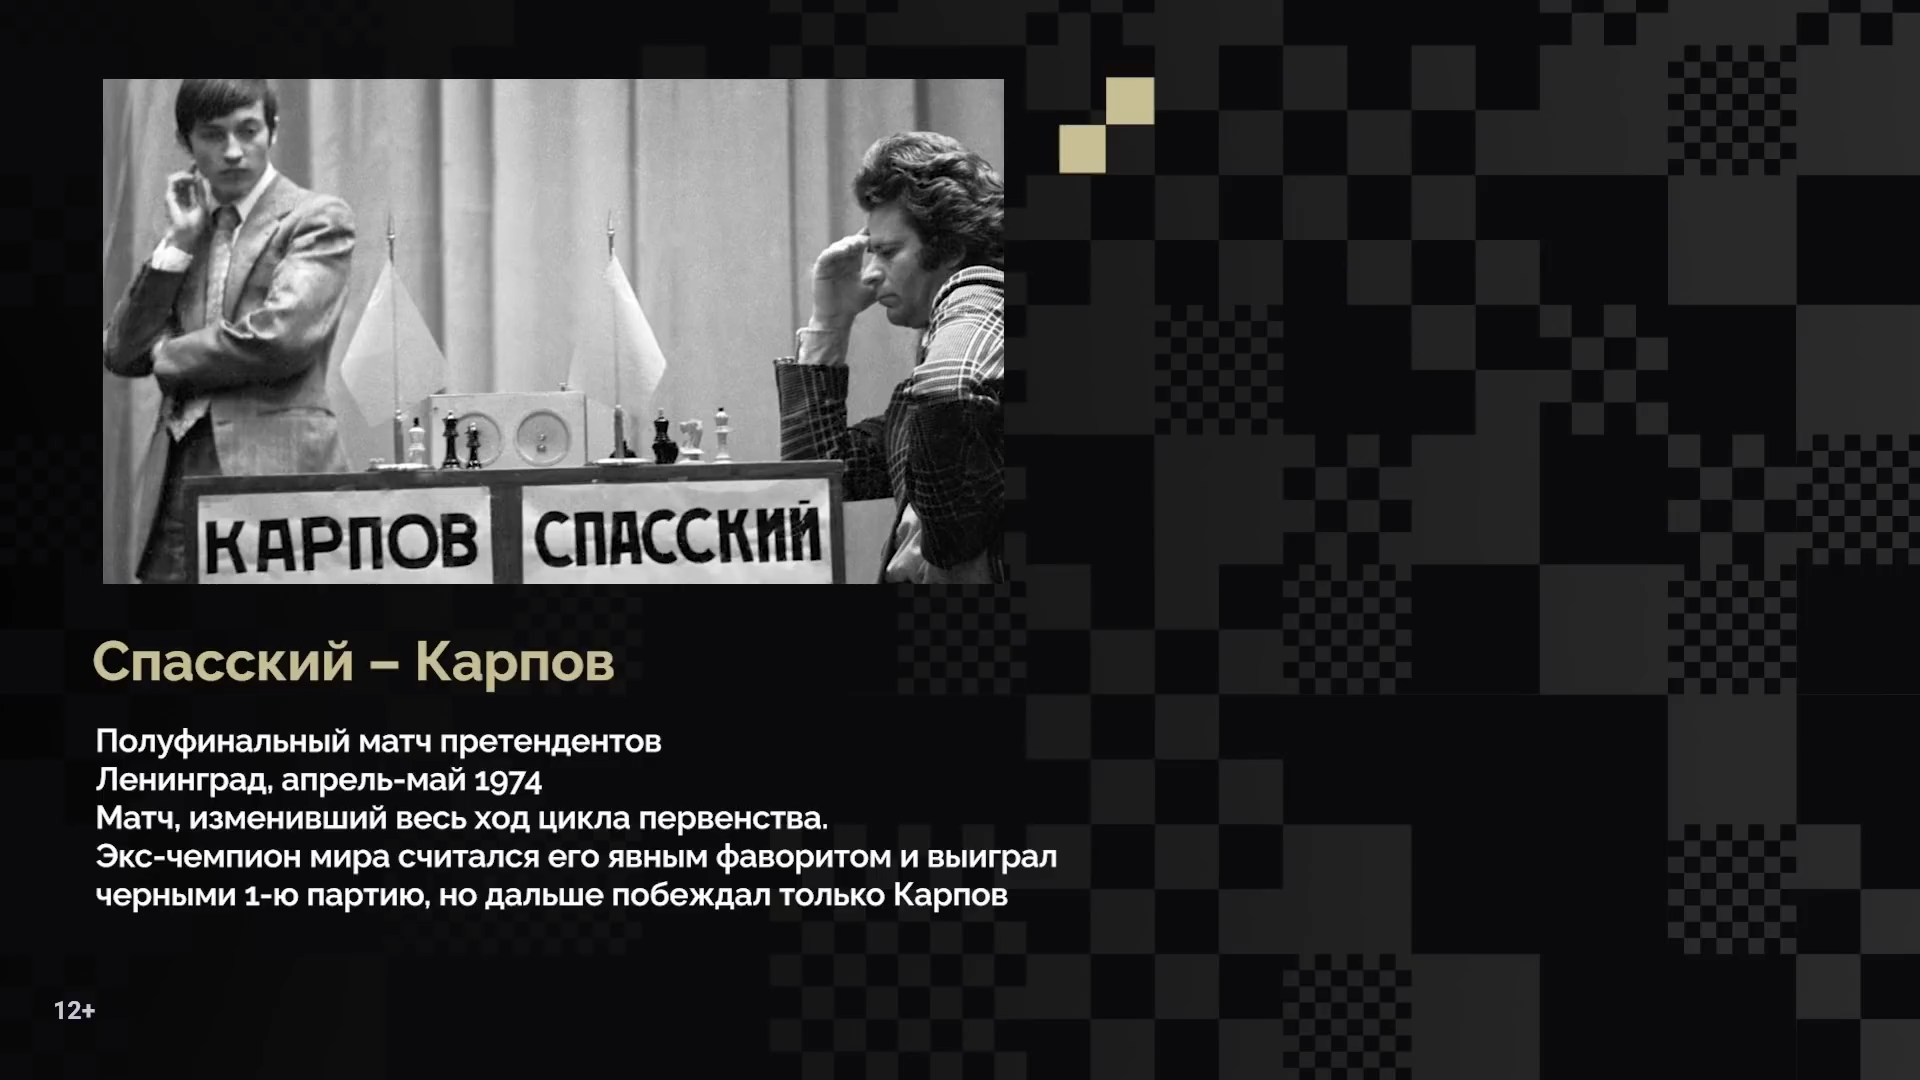 КАРПОВ СПАССКИЙ
Спасский – Карпов
Полуфинальный матч претендентов
Ленинград, апрель-май 1974
Матч, изменивший весь ход цикла первенства.
Экс-чемпион мира считался его явным фаворитом и выиграл
черными 1-ю партию, но дальше побеждал только Карпов
12+